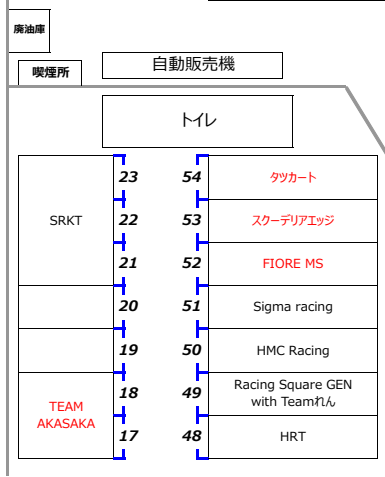 廃油庫
喫煙所
自動販売機
トイレ
23 54 タツカート
SRKT 22 53 スクーデリアエッジ
21 52 FIORE MS
20 51 Sigma racing
19 50 HMC Racing
TEAM
AKASAKA
18 49 Racing Square GEN
with Teamれん
17 48 HRT